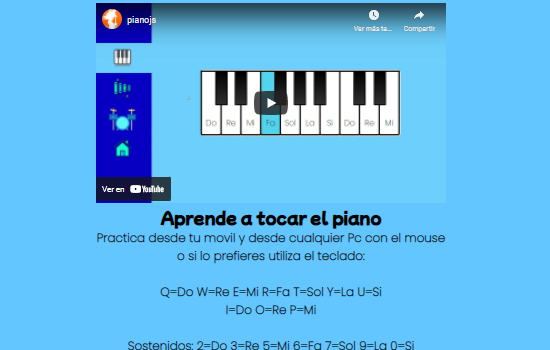 pianojs
Ver más ta...
Compartir
Do Re Mi Fa Sol La Si Do Re Mi
Ver en YouTube
Aprende a tocar el piano
Practica desde tu movil y desde cualquier Pc con el mouse
o si lo prefieres utiliza el teclado:
Q=Do W=Re E=Mi R=Fa T=Sol Y=La U=Si
I=Do O=Re P=Mi
Sostenidos: 2=Do 3=Re 5=Mi 6=Fa 7=Sol 9=La 0=Si